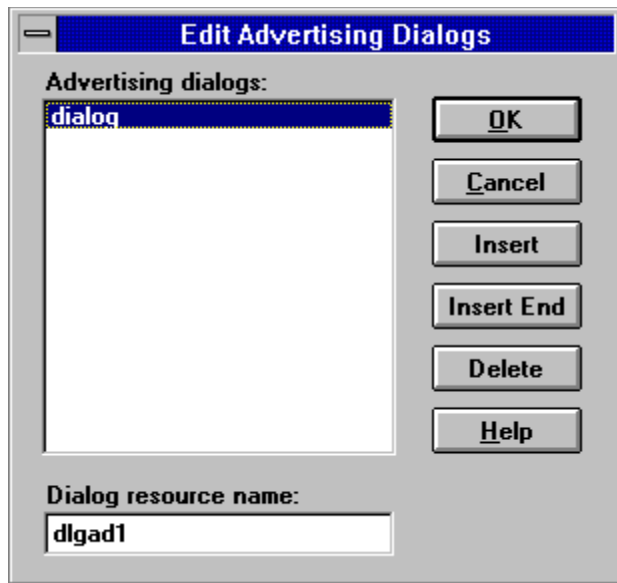 Edit Advertising Dialogs
Advertising dialogs:
dialog
OK
Cancel
Insert
Insert End
Delete
Help
Dialog resource name:
dlgad1